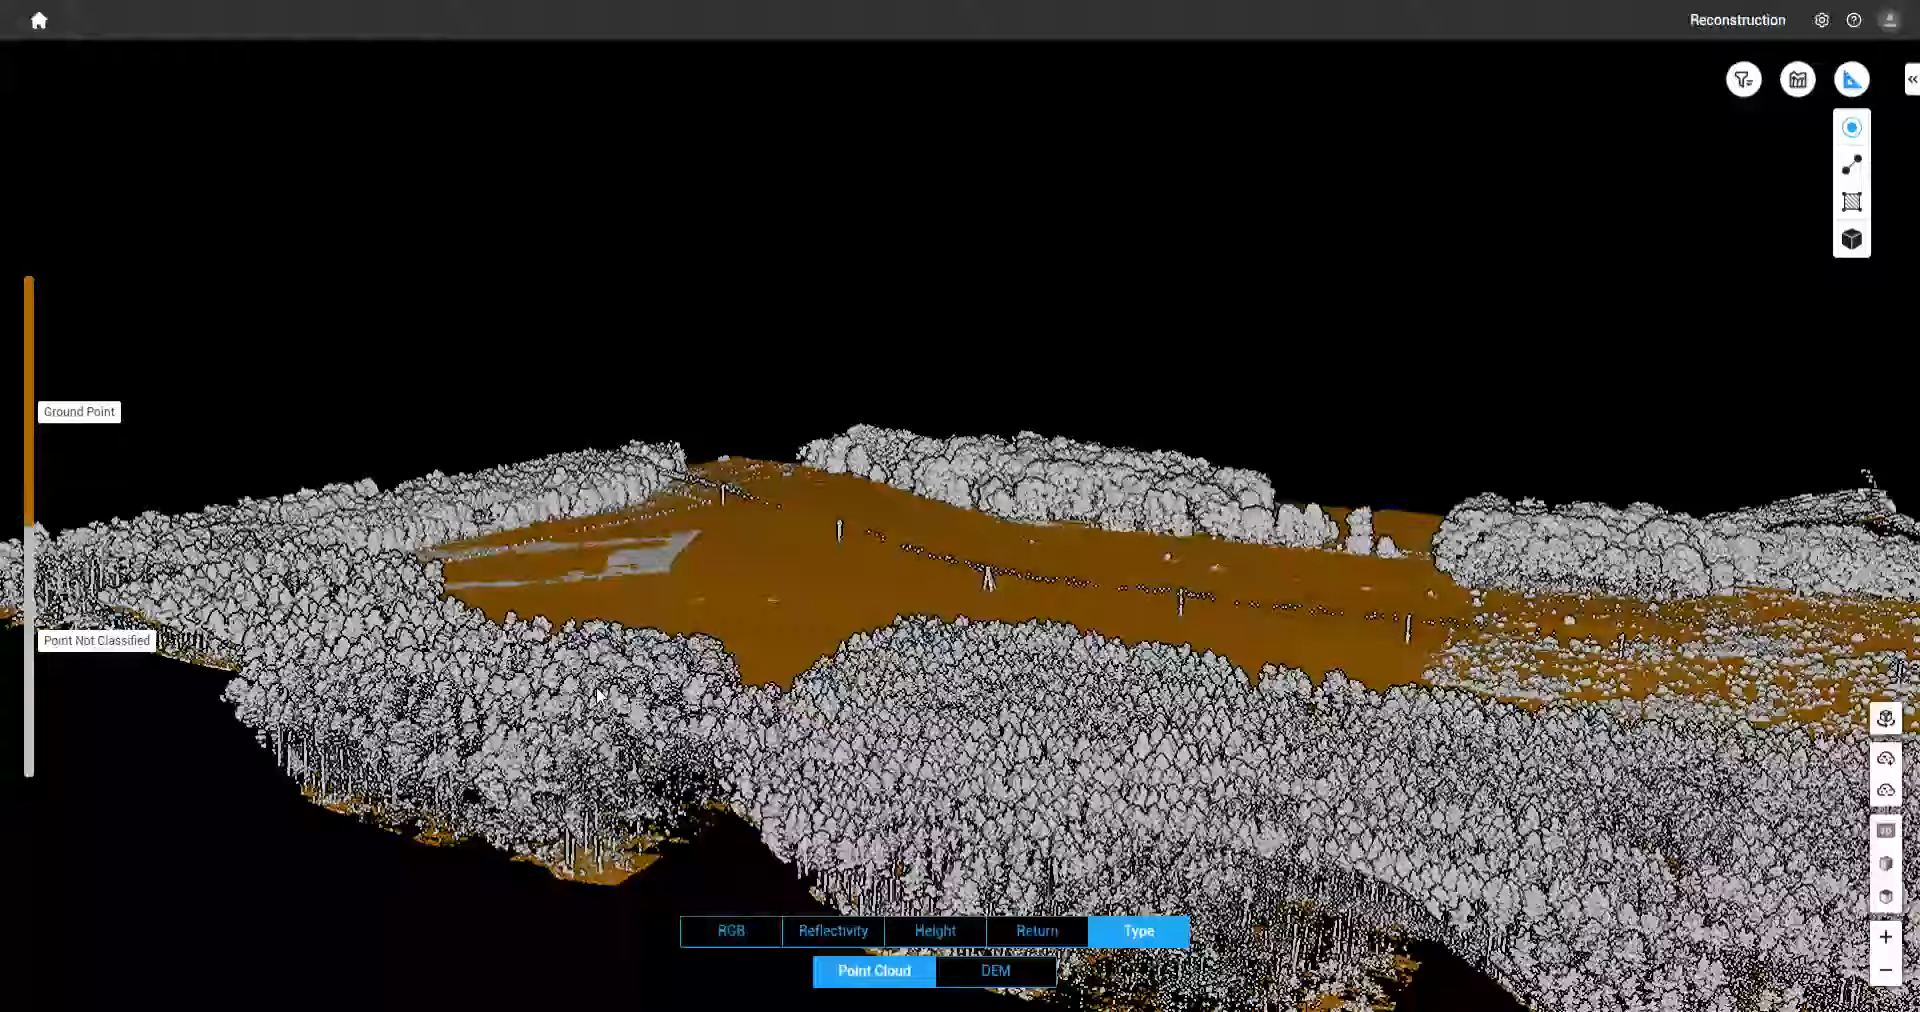 Reconstruction
Ground Point
Point Not Classified
RGB
Reflectivity
Height
Return
Type
Point Cloud
DEM